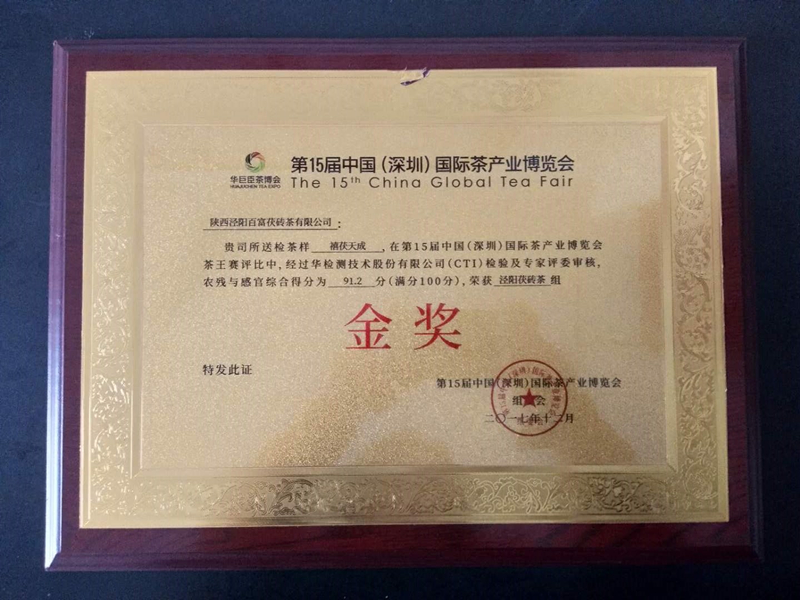 华巨臣茶博会
HUAJUCHEN TEA EXPO
第15届中国(深圳)国际茶产业博览会
The 15th China Global Tea Fair
陕西泾阳百富茯砖茶有限公司:
贵司所送检茶样 禧茯天成 ,在第15届中国(深圳)国际茶产业博览会
茶王赛评比中,经过华检测技术股份有限公司(CTI)检验及专家评委审核,
农残与感官综合得分为 91.2 分(满分100分),荣获 泾阳茯砖茶 组
金奖
特发此证
第15届中国(深圳)国际茶产业博览会
组委会
二〇一七年十二月